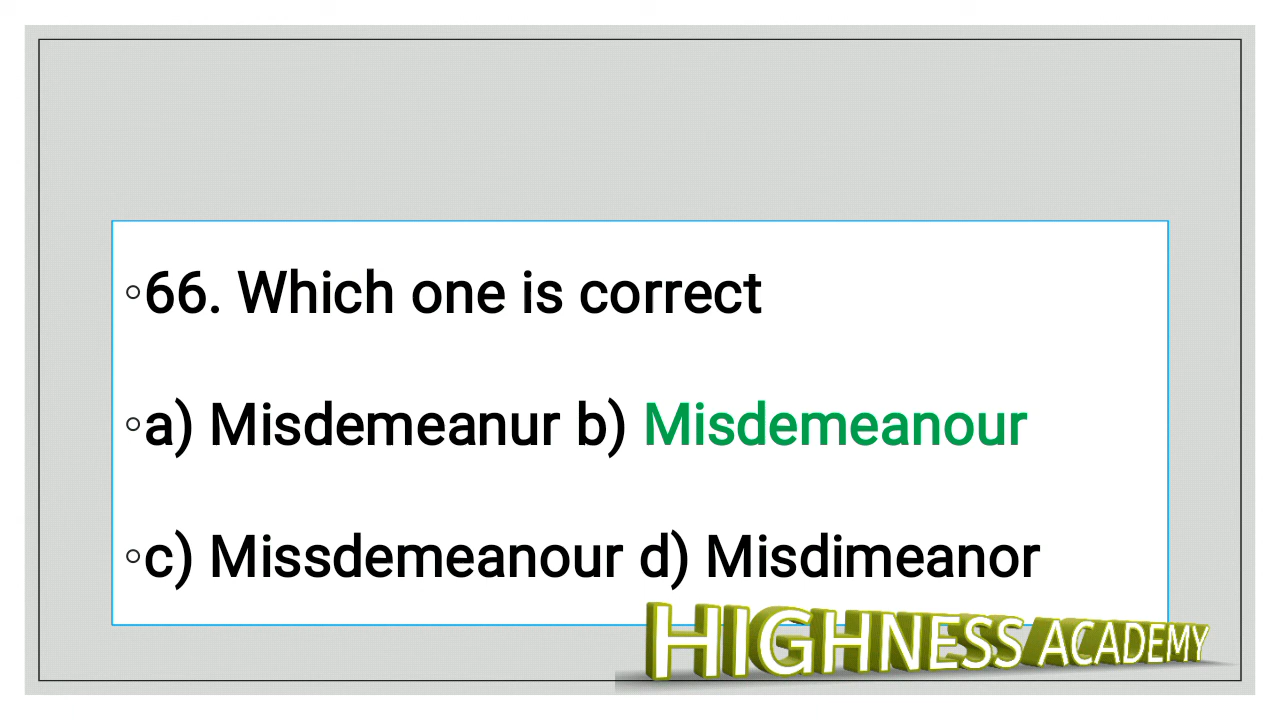 ◦66. Which one is correct
◦a) Misdemeanur b) Misdemeanour
◦c) Missdemeanour d) Misdimeanor
HIGHNESS ACADEMY